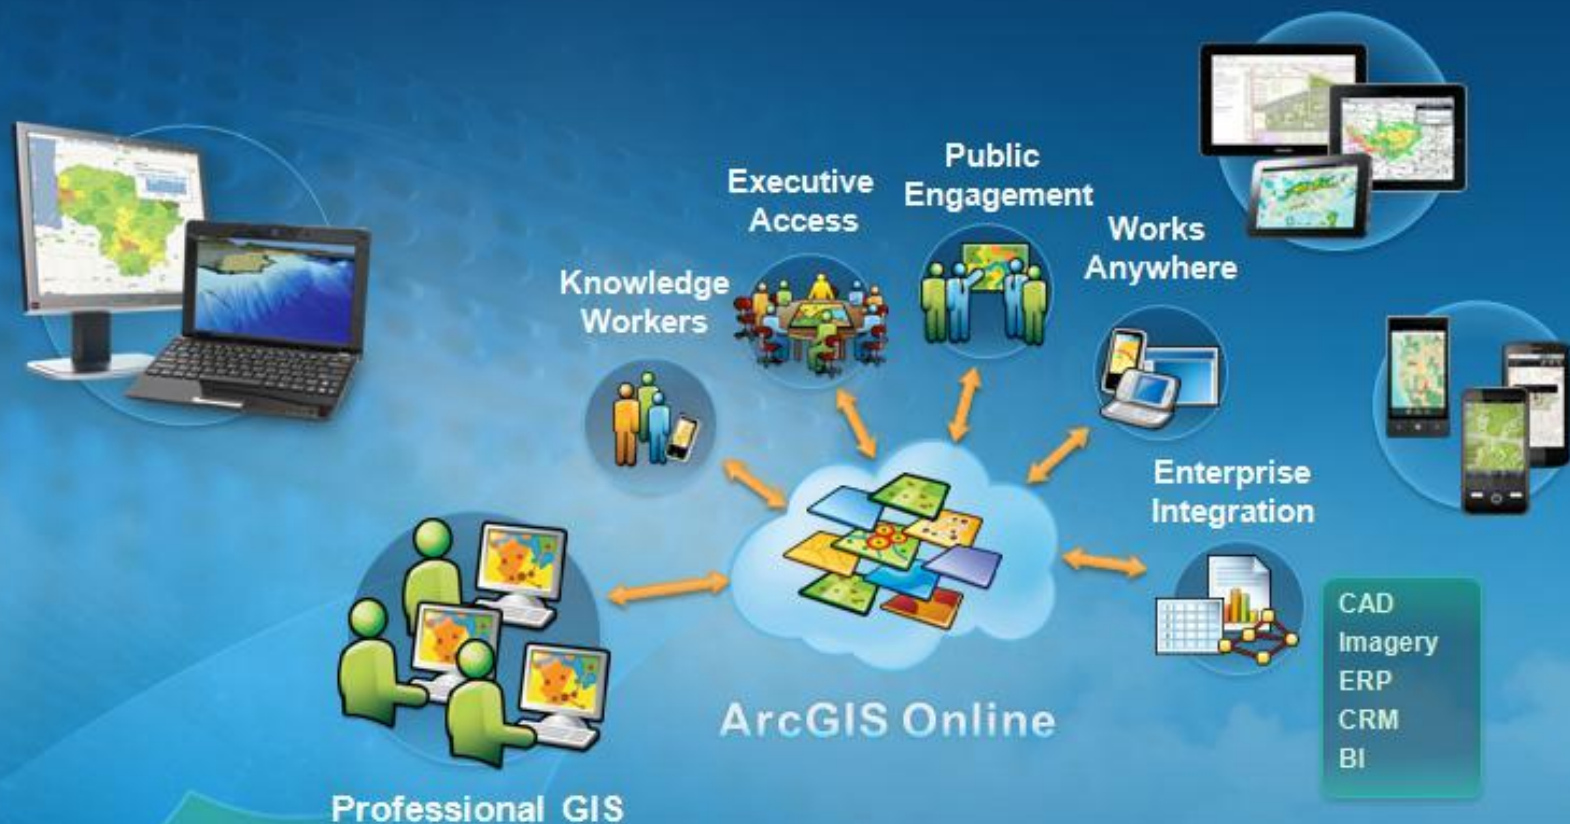 Public
Engagement
Executive
Access
Works
Anywhere
Knowledge
Workers
Enterprise
Integration
CAD
Imagery
ERP
CRM
BI
ArcGIS Online
Professional GIS